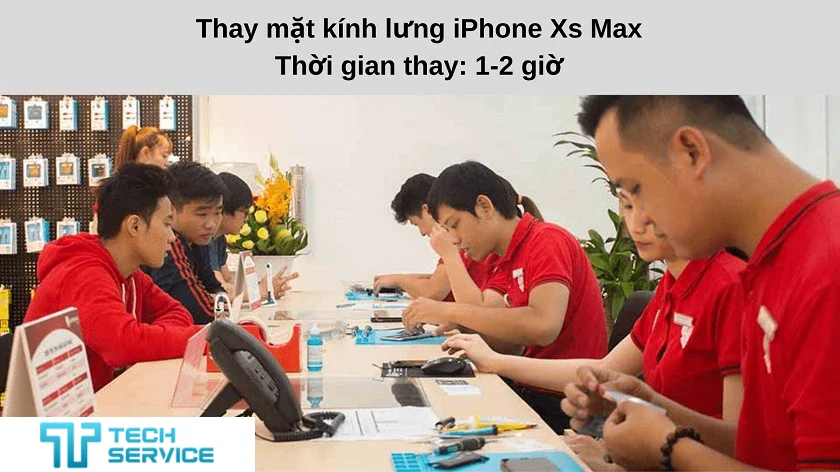 Thay mặt kính lưng iPhone Xs Max
Thời gian thay: 1-2 giờ
TECH
SERVICE